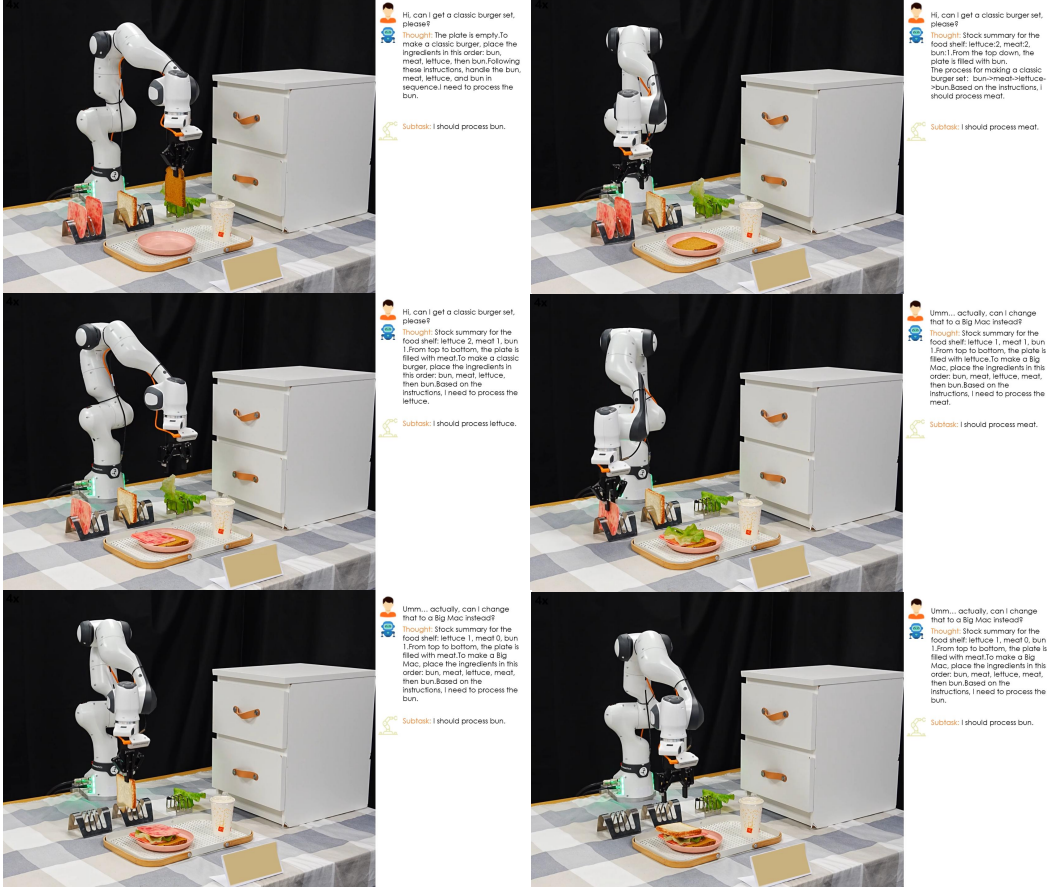 4x
Hi, can I get a classic burger set,
please?
Thought: The plate is empty.To
make a classic burger, place the
ingredients in this order: bun,
meat, lettuce, then bun.Following
these instructions, handle the bun,
meat, lettuce, and bun in
sequence.I need to process the
bun.
Subtask: I should process bun.
4x
Hi, can I get a classic burger set,
please?
Thought: Stock summary for the
food shelf: lettuce:2, meat:2,
bun:1.From the top down, the
plate is filled with bun.
The process for making a classic
burger set: bun->meat->lettuce-
>bun.Based on the instructions, i
should process meat.
Subtask: I should process meat.
4x
Hi, can I get a classic burger set,
please?
Thought: Stock summary for the
food shelf: lettuce 2, meat 1, bun
1.From top to bottom, the plate is
filled with meat.To make a classic
burger, place the ingredients in
this order: bun, meat, lettuce,
then bun.Based on the
instructions, I need to process the
lettuce.
Subtask: I should process lettuce.
4x
Umm... actually, can I change
that to a Big Mac instead?
Thought: Stock summary for the
food shelf: lettuce 1, meat 1, bun
1.From top to bottom, the plate is
filled with lettuce.To make a Big
Mac, place the ingredients in this
order: bun, meat, lettuce, meat,
then bun.Based on the
instructions, I need to process the
meat.
Subtask: I should process meat.
4x
Umm... actually, can I change
that to a Big Mac instead?
Thought: Stock summary for the
food shelf: lettuce 1, meat 0, bun
1.From top to bottom, the plate is
filled with meat.To make a Big
Mac, place the ingredients in this
order: bun, meat, lettuce, meat,
then bun.Based on the
instructions, I need to process the
bun.
Subtask: I should process bun.
4x
Umm... actually, can I change
that to a Big Mac instead?
Thought: Stock summary for the
food shelf: lettuce 1, meat 0, bun
1.From top to bottom, the plate is
filled with meat.To make a Big
Mac, place the ingredients in this
order: bun, meat, lettuce, meat,
then bun.Based on the
instructions, I need to process the
bun.
Subtask: I should process bun.